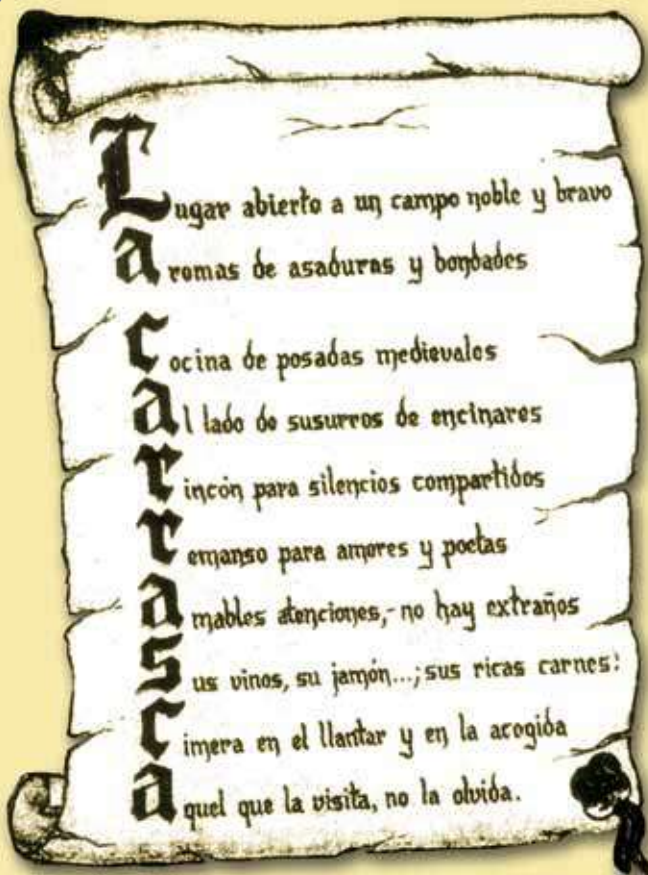 Lugar abierto a un campo noble y bravo
aromas de asaduras y bondades
cocina de posadas medievales
al lado de susurros de encinares
rincón para silencios compartidos
remanso para amores y poetas
amables atenciones,-no hay extraños
sus vinos, su jamón...¡sus ricas carnes!
cimera en el llantar y en la acogida
aquel que la visita, no la olvida.